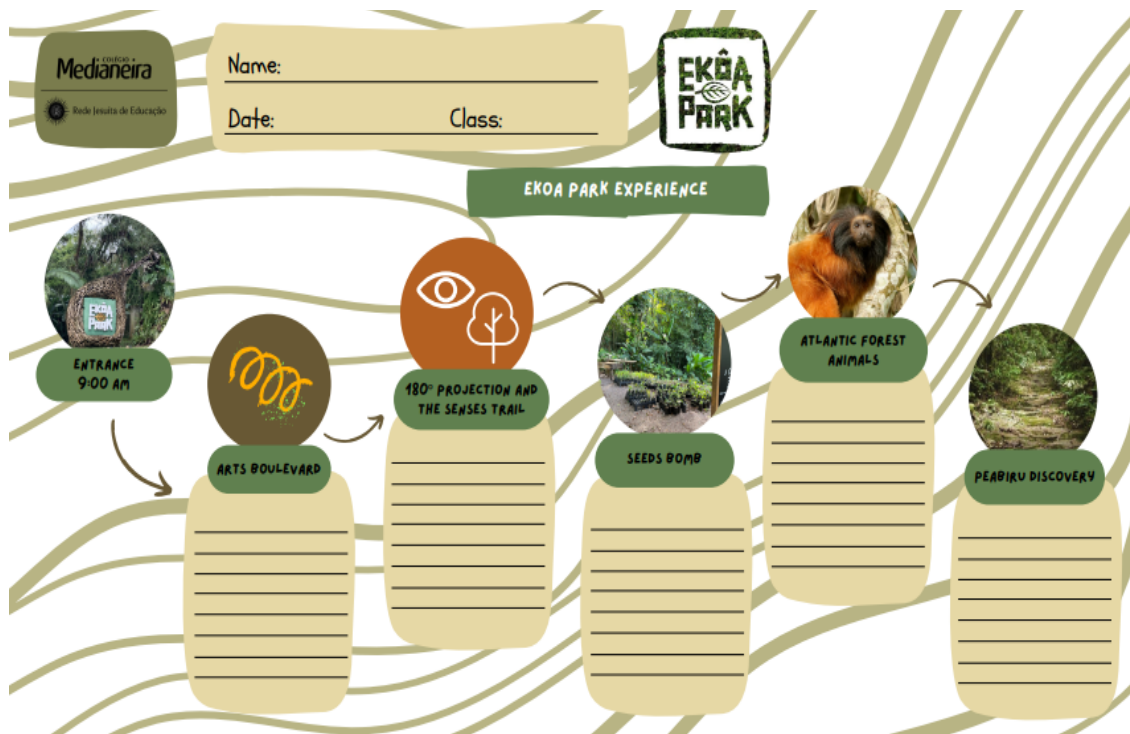 COLÉGIO
Medianeira
Rede Jesuíta de Educação
Name:
Date: Class:
EKÔA
PARK
EKOA PARK EXPERIENCE
EKÔA
PARK
ENTRANCE
9:00 AM
ARTS BOULEVARD
180° PROJECTION AND
THE SENSES TRAIL
SEEDS BOMB
ATLANTIC FOREST
ANIMALS
PEABIRU DISCOVERY